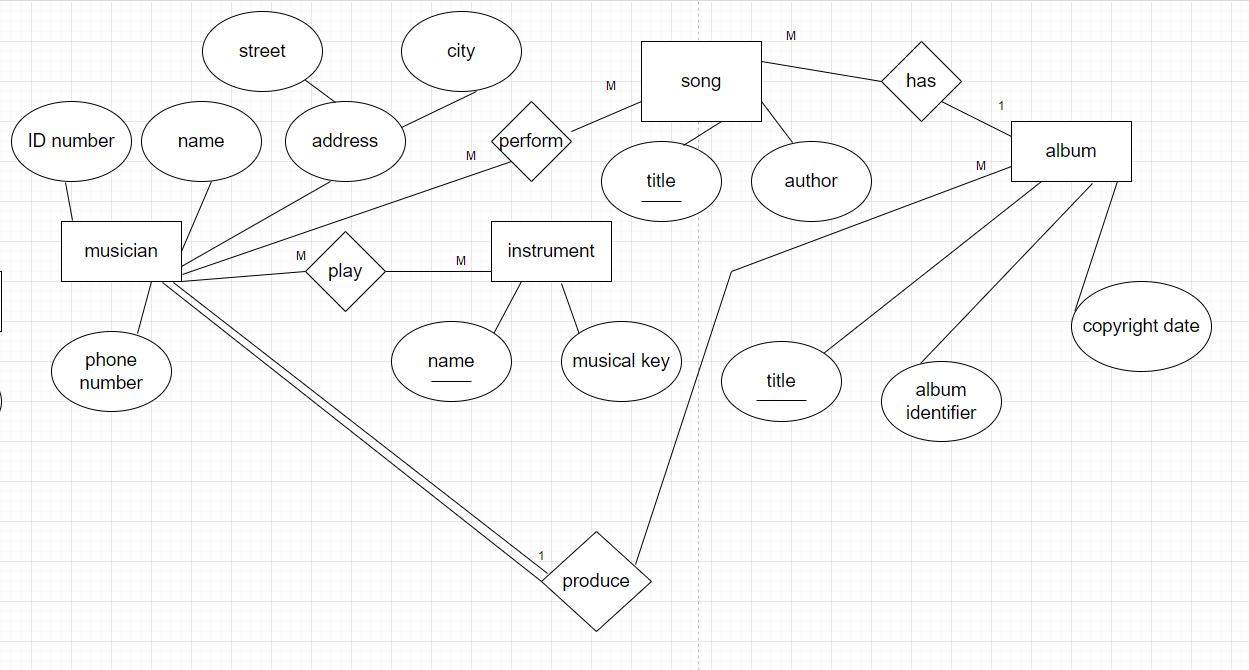 street
city
M
song
has
M
1
ID number
name
address
perform
M
album
M
title
author
musician
M
play
M
instrument
phone
number
name
musical key
copyright date
title
album
identifier
1
produce